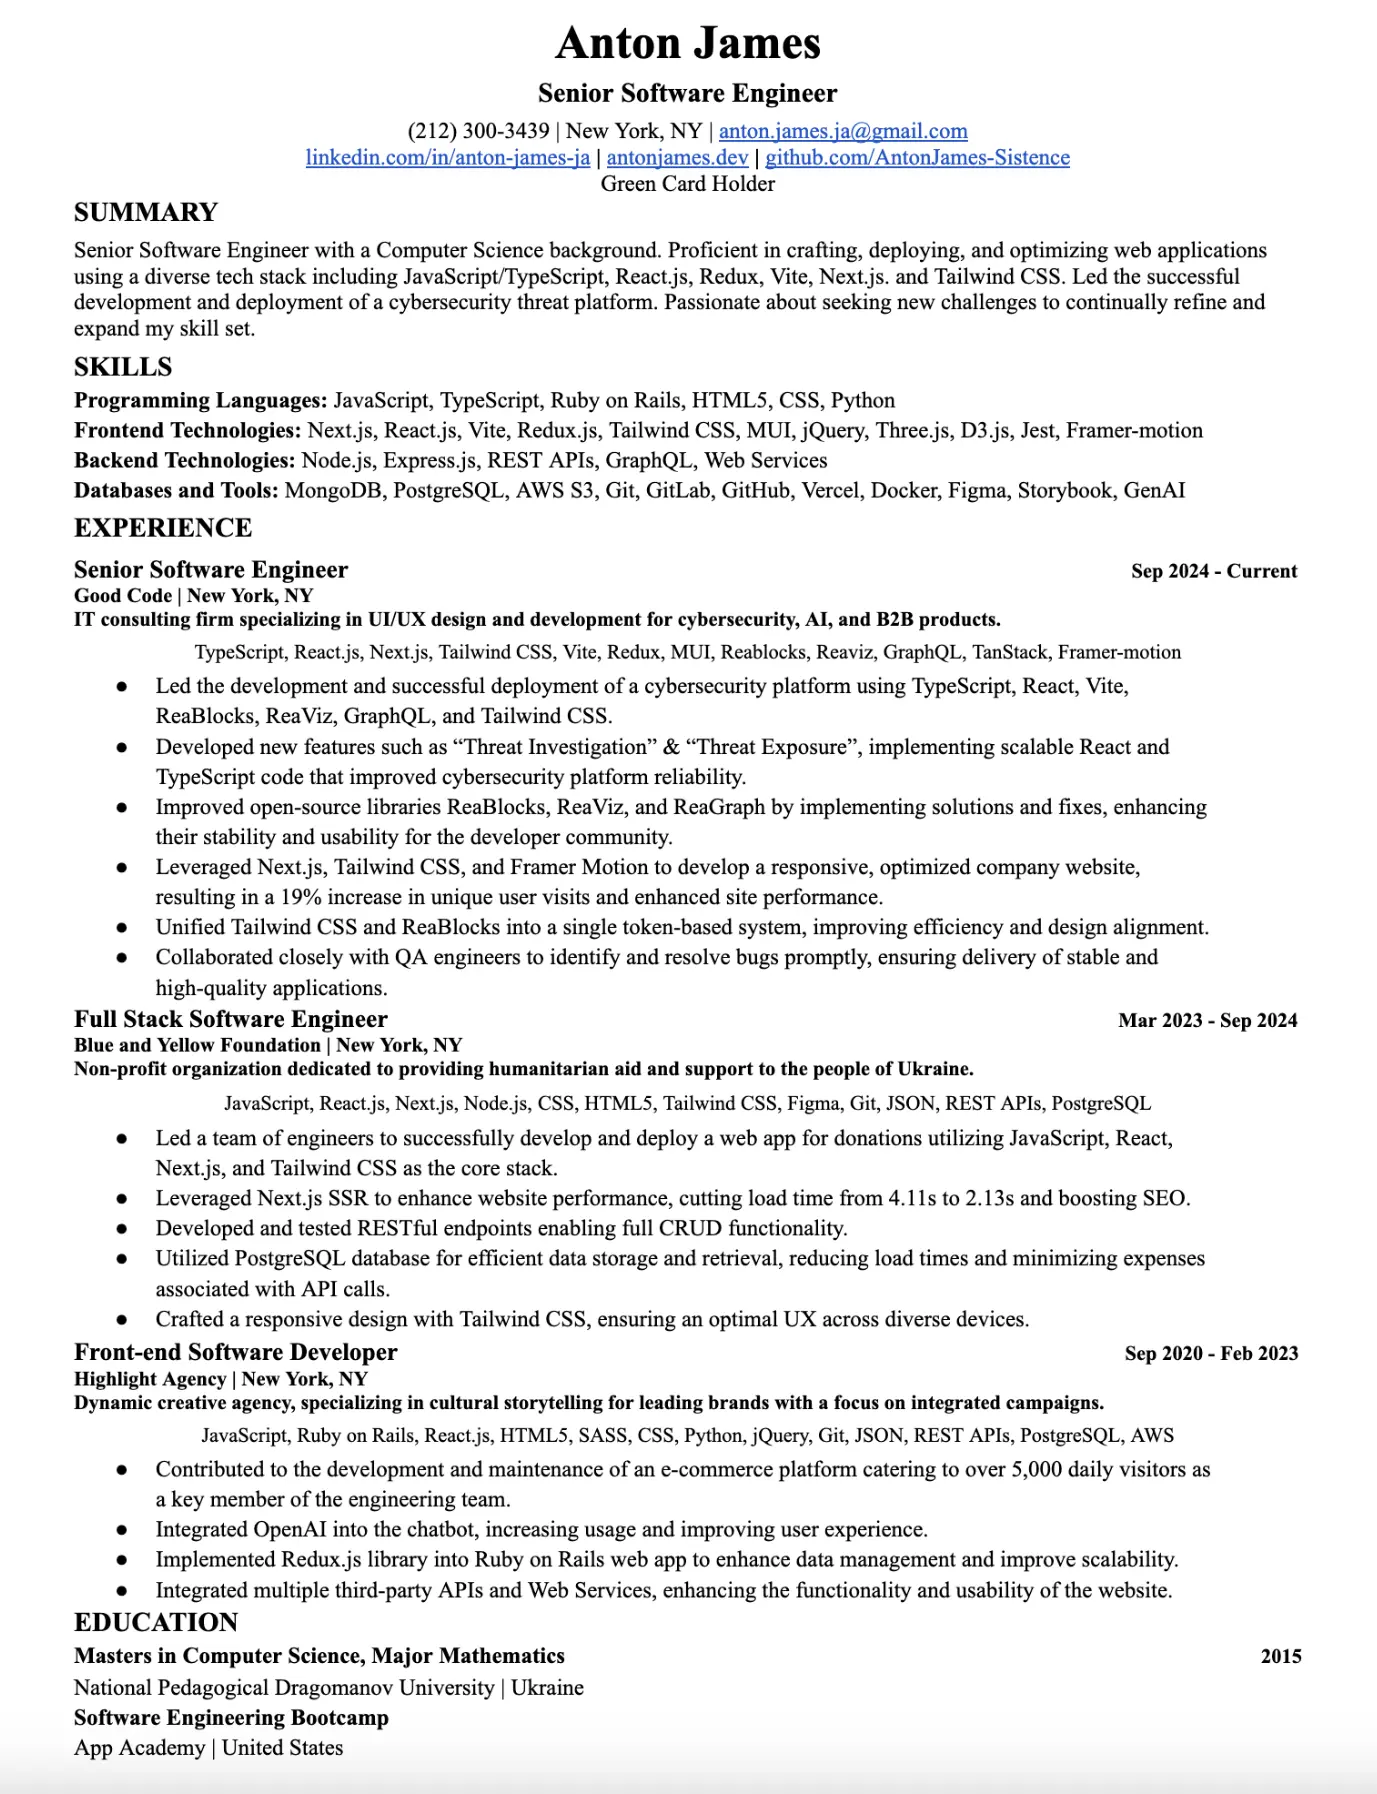 Anton James
Senior Software Engineer
(212) 300-3439 | New York, NY | anton.james.ja@gmail.com
linkedin.com/in/anton-james-ja | antonjames.dev | github.com/AntonJames-Sistence
Green Card Holder
SUMMARY
Senior Software Engineer with a Computer Science background. Proficient in crafting, deploying, and optimizing web applications
using a diverse tech stack including JavaScript/TypeScript, React.js, Redux, Vite, Next.js. and Tailwind CSS. Led the successful
development and deployment of a cybersecurity threat platform. Passionate about seeking new challenges to continually refine and
expand my skill set.
SKILLS
Programming Languages: JavaScript, TypeScript, Ruby on Rails, HTML5, CSS, Python
Frontend Technologies: Next.js, React.js, Vite, Redux.js, Tailwind CSS, MUI, jQuery, Three.js, D3.js, Jest, Framer-motion
Backend Technologies: Node.js, Express.js, REST APIs, GraphQL, Web Services
Databases and Tools: MongoDB, PostgreSQL, AWS S3, Git, GitLab, GitHub, Vercel, Docker, Figma, Storybook, GenAI
EXPERIENCE
Senior Software Engineer Sep 2024 - Current
Good Code | New York, NY
IT consulting firm specializing in UI/UX design and development for cybersecurity, AI, and B2B products.
TypeScript, React.js, Next.js, Tailwind CSS, Vite, Redux, MUI, Reablocks, Reaviz, GraphQL, TanStack, Framer-motion
● Led the development and successful deployment of a cybersecurity platform using TypeScript, React, Vite,
ReaBlocks, ReaViz, GraphQL, and Tailwind CSS.
● Developed new features such as “Threat Investigation” & “Threat Exposure”, implementing scalable React and
TypeScript code that improved cybersecurity platform reliability.
● Improved open-source libraries ReaBlocks, ReaViz, and ReaGraph by implementing solutions and fixes, enhancing
their stability and usability for the developer community.
● Leveraged Next.js, Tailwind CSS, and Framer Motion to develop a responsive, optimized company website,
resulting in a 19% increase in unique user visits and enhanced site performance.
● Unified Tailwind CSS and ReaBlocks into a single token-based system, improving efficiency and design alignment.
● Collaborated closely with QA engineers to identify and resolve bugs promptly, ensuring delivery of stable and
high-quality applications.
Full Stack Software Engineer Mar 2023 - Sep 2024
Blue and Yellow Foundation | New York, NY
Non-profit organization dedicated to providing humanitarian aid and support to the people of Ukraine.
JavaScript, React.js, Next.js, Node.js, CSS, HTML5, Tailwind CSS, Figma, Git, JSON, REST APIs, PostgreSQL
● Led a team of engineers to successfully develop and deploy a web app for donations utilizing JavaScript, React,
Next.js, and Tailwind CSS as the core stack.
● Leveraged Next.js SSR to enhance website performance, cutting load time from 4.11s to 2.13s and boosting SEO.
● Developed and tested RESTful endpoints enabling full CRUD functionality.
● Utilized PostgreSQL database for efficient data storage and retrieval, reducing load times and minimizing expenses
associated with API calls.
● Crafted a responsive design with Tailwind CSS, ensuring an optimal UX across diverse devices.
Front-end Software Developer Sep 2020 - Feb 2023
Highlight Agency | New York, NY
Dynamic creative agency, specializing in cultural storytelling for leading brands with a focus on integrated campaigns.
JavaScript, Ruby on Rails, React.js, HTML5, SASS, CSS, Python, jQuery, Git, JSON, REST APIs, PostgreSQL, AWS
● Contributed to the development and maintenance of an e-commerce platform catering to over 5,000 daily visitors as
a key member of the engineering team.
● Integrated OpenAI into the chatbot, increasing usage and improving user experience.
● Implemented Redux.js library into Ruby on Rails web app to enhance data management and improve scalability.
● Integrated multiple third-party APIs and Web Services, enhancing the functionality and usability of the website.
EDUCATION
Masters in Computer Science, Major Mathematics 2015
National Pedagogical Dragomanov University | Ukraine
Software Engineering Bootcamp
App Academy | United States